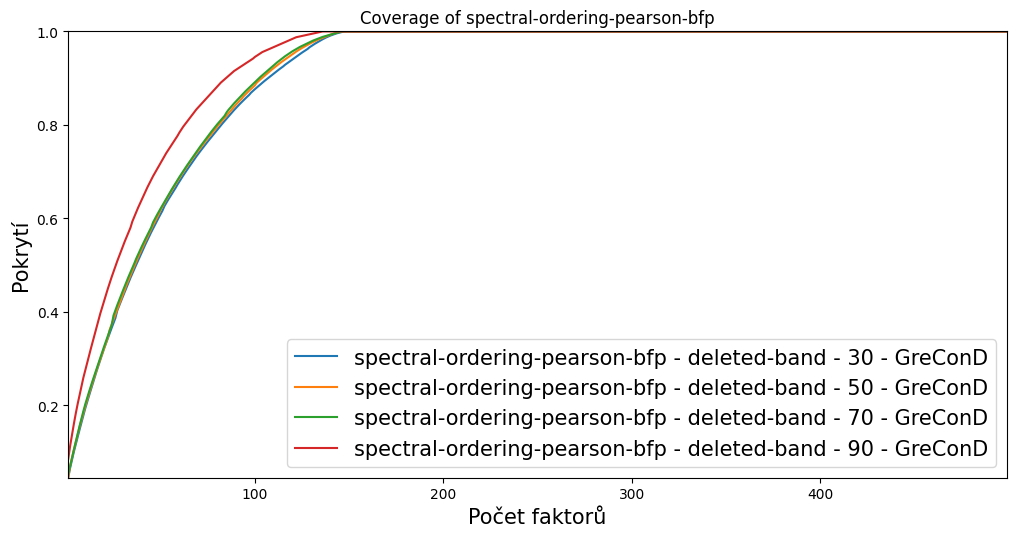 Coverage of spectral-ordering-pearson-bfp
1.0
0.8
0.6
0.4
0.2
Pokrytí
spectral-ordering-pearson-bfp - deleted-band - 30 - GreConD
spectral-ordering-pearson-bfp - deleted-band - 50 - GreConD
spectral-ordering-pearson-bfp - deleted-band - 70 - GreConD
spectral-ordering-pearson-bfp - deleted-band - 90 - GreConD
100 200 300 400
Počet faktorů